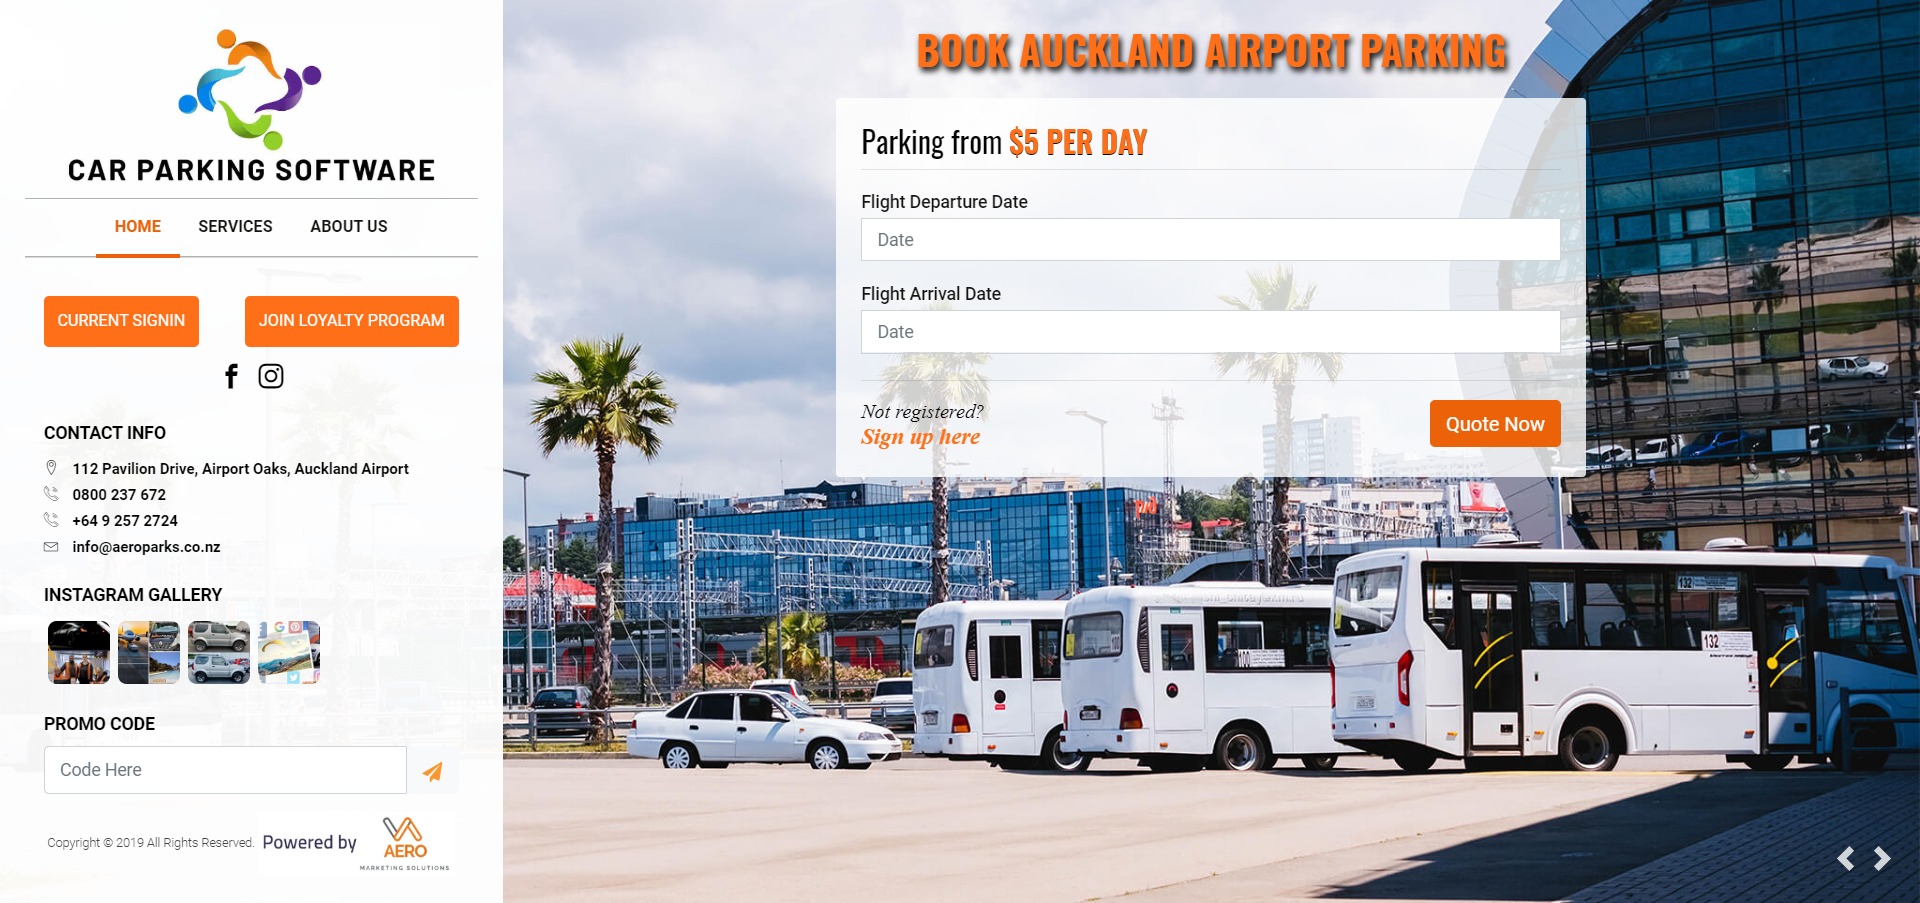 CAR PARKING SOFTWARE
HOME SERVICES ABOUT US
CURRENT SIGNIN JOIN LOYALTY PROGRAM
CONTACT INFO
112 Pavilion Drive, Airport Oaks, Auckland Airport
0800 237 672
+64 9 257 2724
info@aeroparks.co.nz
INSTAGRAM GALLERY
PROMO CODE
Code Here
Copyright © 2019 All Rights Reserved. Powered by
AERO
MARKETING SOLUTIONS
BOOK AUCKLAND AIRPORT PARKING
Parking from $5 PER DAY
Flight Departure Date
Date
Flight Arrival Date
Date
Not registered?
Sign up here
Quote Now
132
132
100